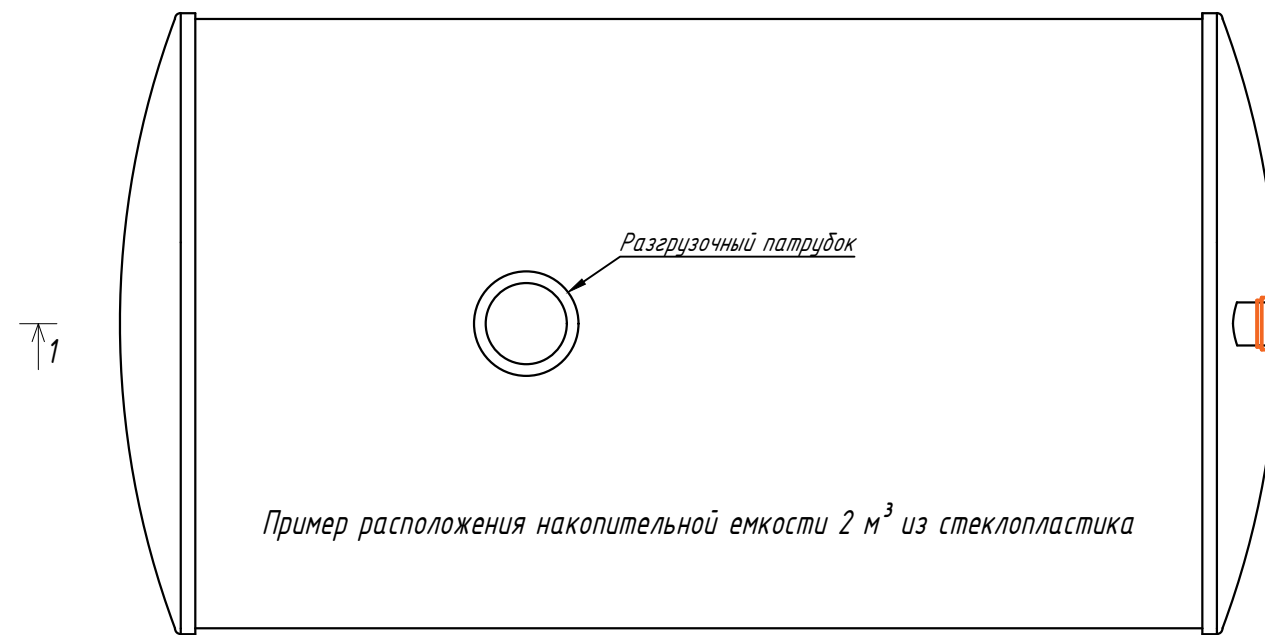 Разгрузочный патрубок
1
Пример расположения накопительной емкости 2 м³ из стеклопластика